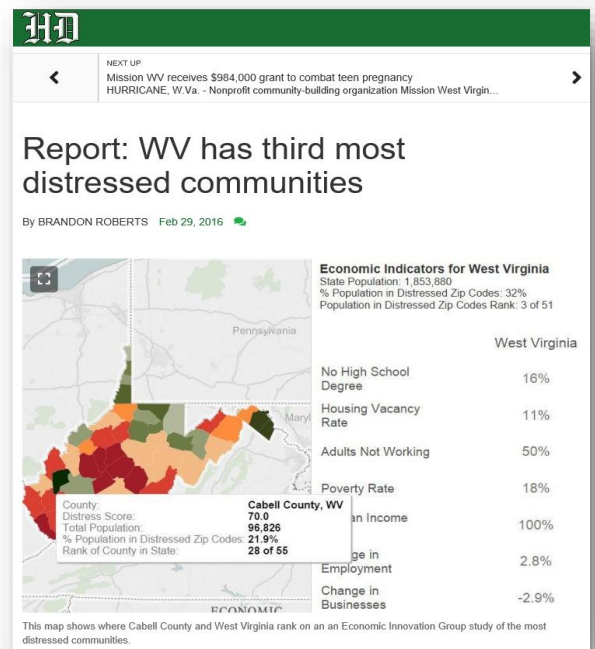 HD
NEXT UP
Mission WV receives $984,000 grant to combat teen pregnancy
HURRICANE, W.Va. - Nonprofit community-building organization Mission West Virgin...
Report: WV has third most
distressed communities
By BRANDON ROBERTS Feb 29, 2016
Economic Indicators for West Virginia
State Population: 1,853,880
% Population in Distressed Zip Codes: 32%
Population in Distressed Zip Codes Rank: 3 of 51
Pennsylvania
West Virginia
No High School
Degree
16%
Housing Vacancy
Rate
11%
Maryl
Adults Not Working
50%
Poverty Rate
18%
County: Cabell County, WV
Distress Score: 70.0
Total Population: 96,826
% Population in Distressed Zip Codes: 21.9%
Rank of County in State: 28 of 55
an Income
100%
ge in
Employment
2.8%
Change in
Businesses
-2.9%
ECONOMIC
This map shows where Cabell County and West Virginia rank on an an Economic Innovation Group study of the most
distressed communities.